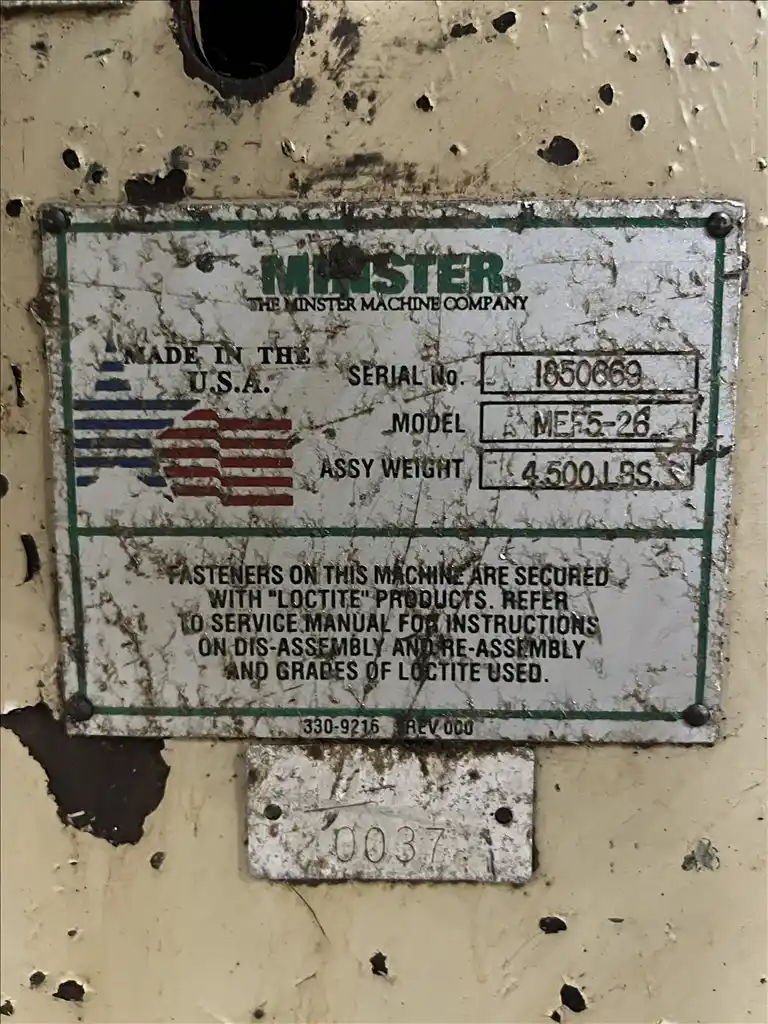 MINSTER®
THE MINSTER MACHINE COMPANY
MADE IN THE
U.S.A.
SERIAL No. 1850669
MODEL MEF5-26
ASSY WEIGHT 4,500 LBS.
FASTENERS ON THIS MACHINE ARE SECURED
WITH "LOCTITE" PRODUCTS. REFER
TO SERVICE MANUAL FOR INSTRUCTIONS
ON DIS-ASSEMBLY AND RE-ASSEMBLY
AND GRADES OF LOCTITE USED.
330-9216 REV 000
0037